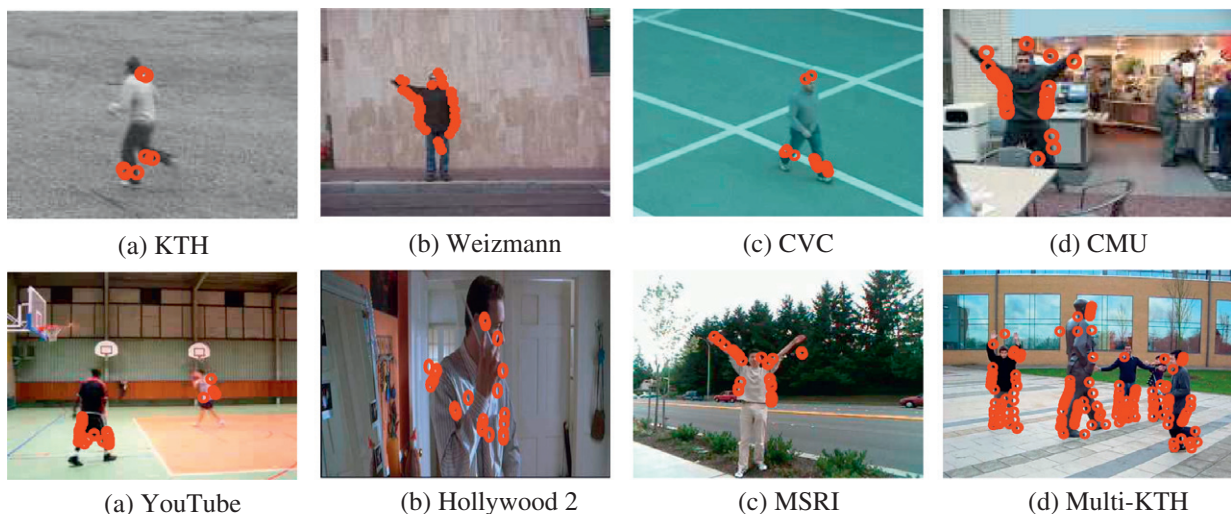 (a) KTH
(b) Weizmann
(c) CVC
(d) CMU
(a) YouTube
(b) Hollywood 2
(c) MSRI
(d) Multi-KTH